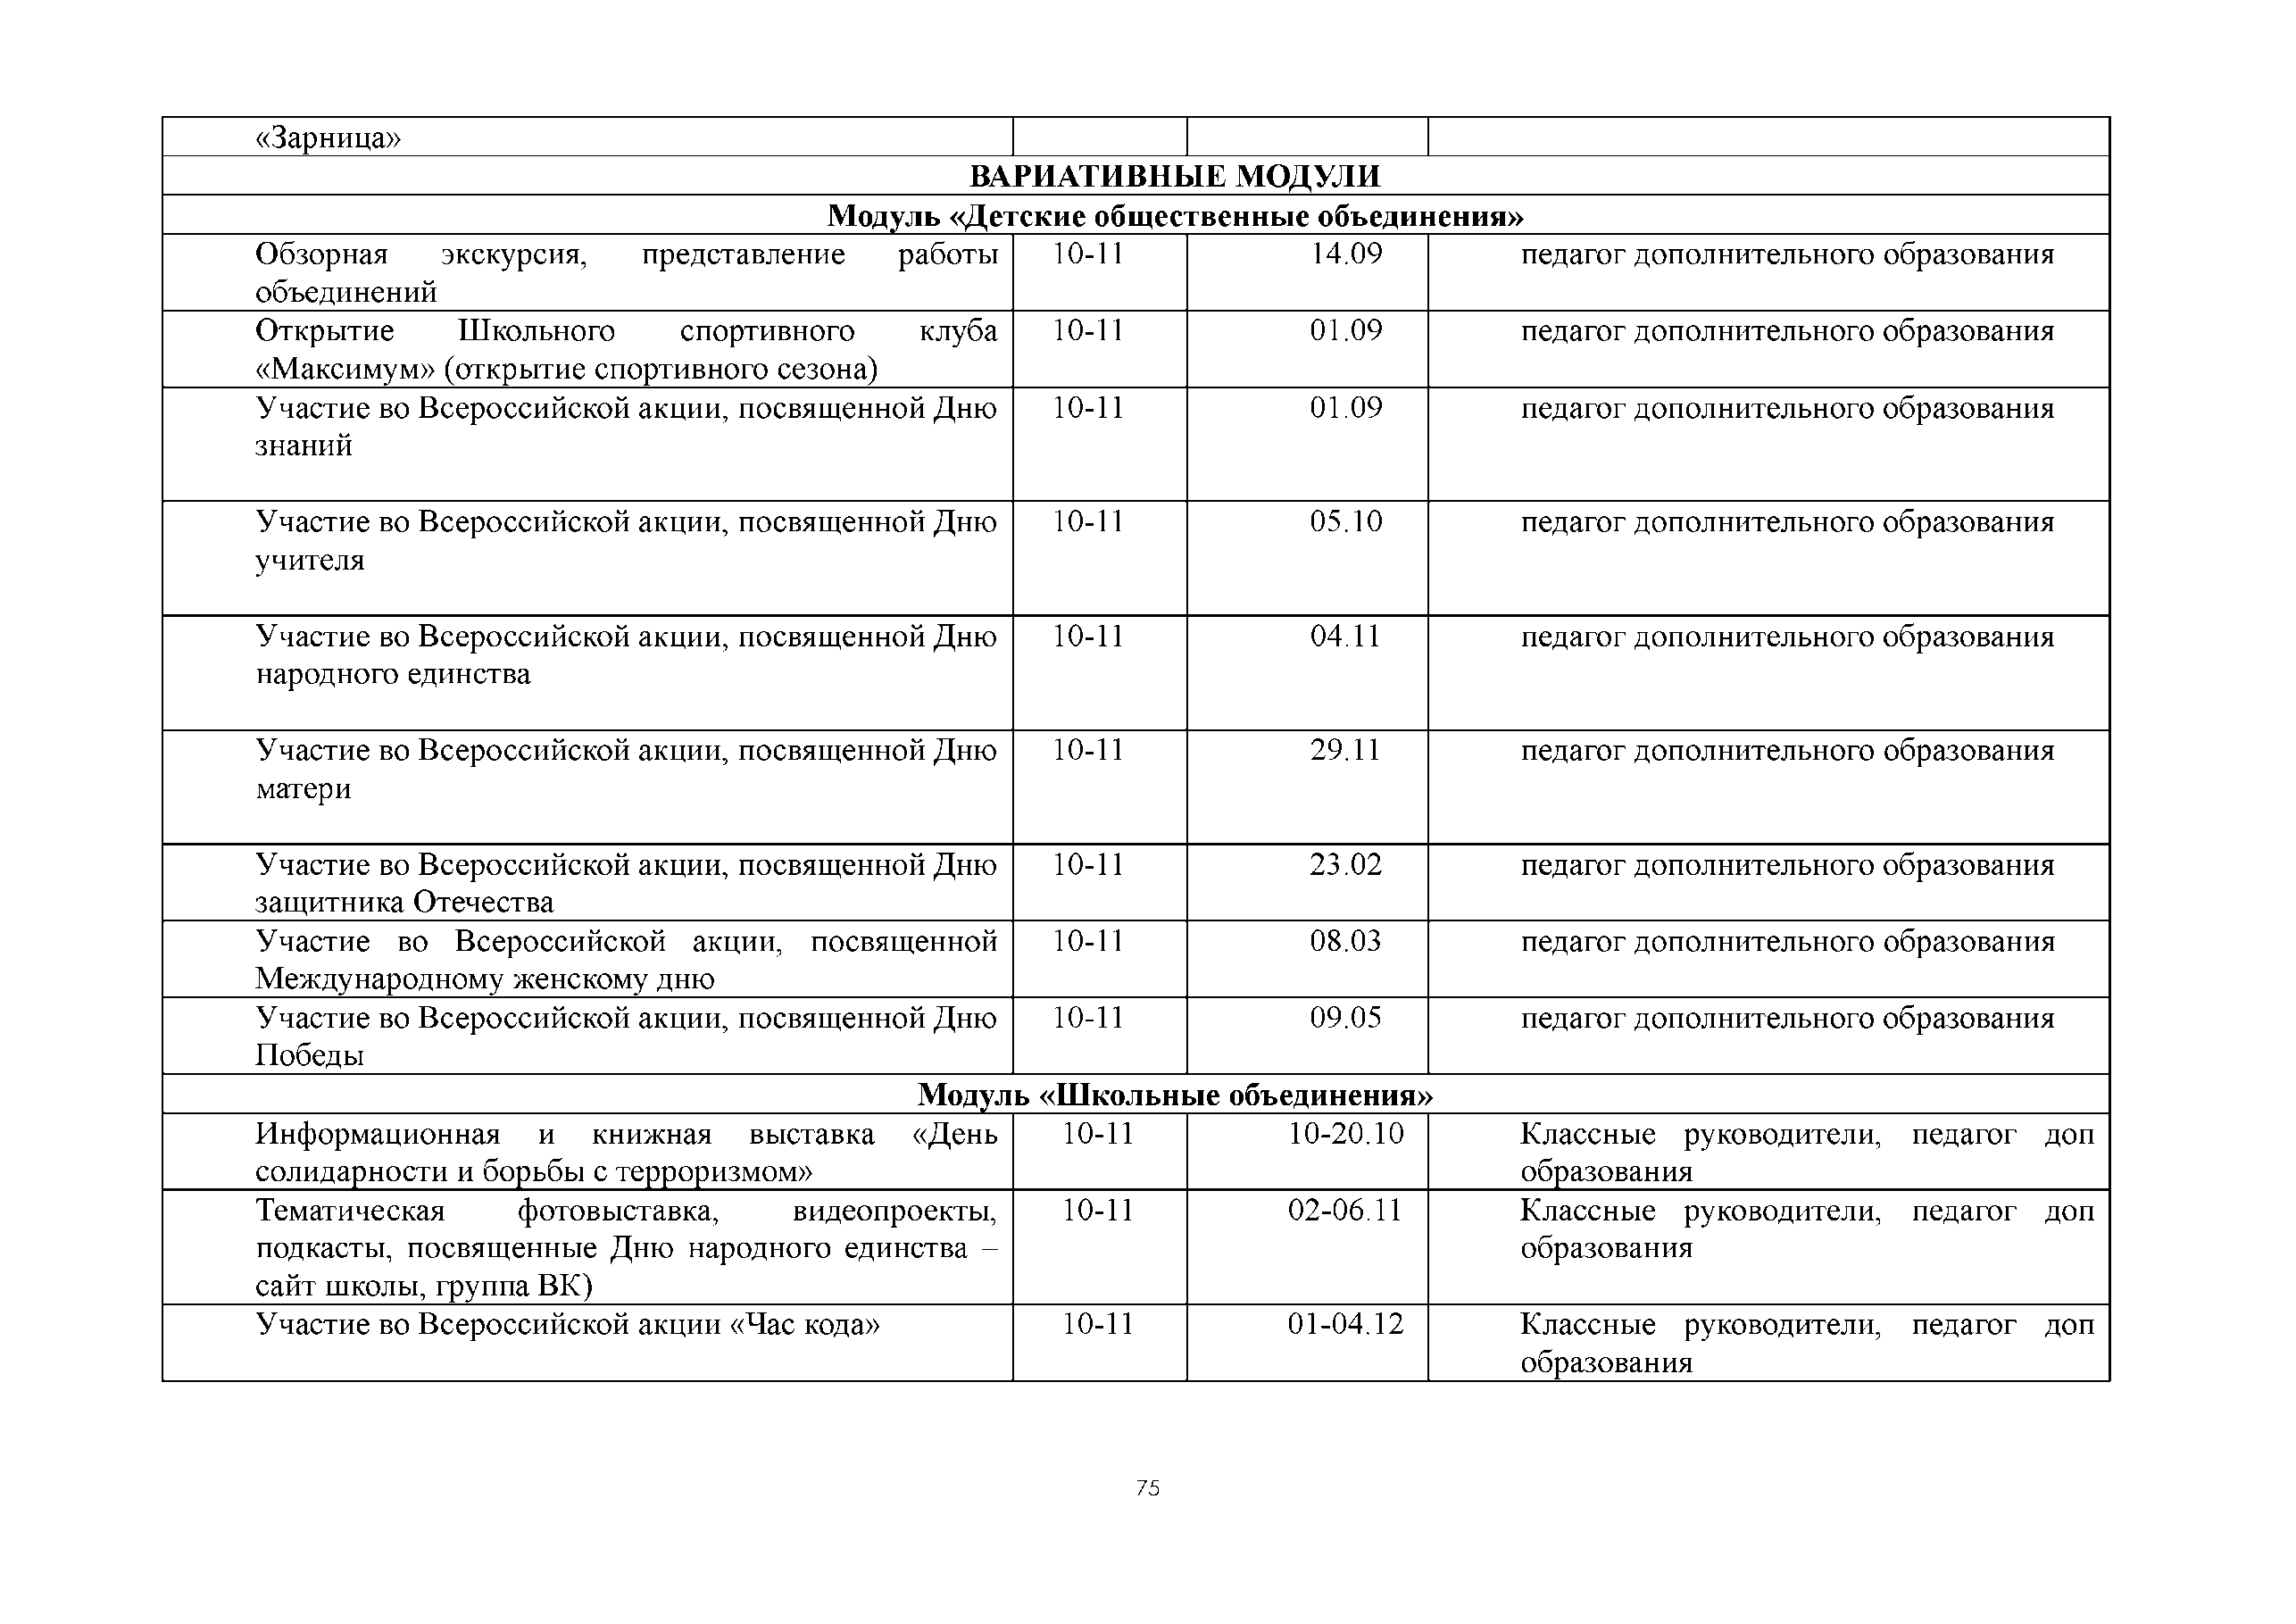 «Зарница»
ВАРИАТИВНЫЕ МОДУЛИ
Модуль «Детские общественные объединения»
Обзорная экскурсия, представление работы 10-11 14.09 педагог дополнительного образования
объединений
Открытие Школьного спортивного клуба 10-11 01.09 педагог дополнительного образования
«Максимум» (открытие спортивного сезона)
Участие во Всероссийской акции, посвященной Дню 10-11 01.09 педагог дополнительного образования
знаний
Участие во Всероссийской акции, посвященной Дню 10-11 05.10 педагог дополнительного образования
учителя
Участие во Всероссийской акции, посвященной Дню 10-11 04.11 педагог дополнительного образования
народного единства
Участие во Всероссийской акции, посвященной Дню 10-11 29.11 педагог дополнительного образования
матери
Участие во Всероссийской акции, посвященной Дню 10-11 23.02 педагог дополнительного образования
защитника Отечества
Участие во Всероссийской акции, посвященной 10-11 08.03 педагог дополнительного образования
Международному женскому дню
Участие во Всероссийской акции, посвященной Дню 10-11 09.05 педагог дополнительного образования
Победы
Модуль «Школьные объединения»
Информационная и книжная выставка «День 10-11 10-20.10 Классные руководители, педагог доп
солидарности и борьбы с терроризмом» образования
Тематическая фотовыставка, видеопроекты, 10-11 02-06.11 Классные руководители, педагог доп
подкасты, посвященные Дню народного единства – образования
сайт школы, группа ВК)
Участие во Всероссийской акции «Час кода» 10-11 01-04.12 Классные руководители, педагог доп
образования
75